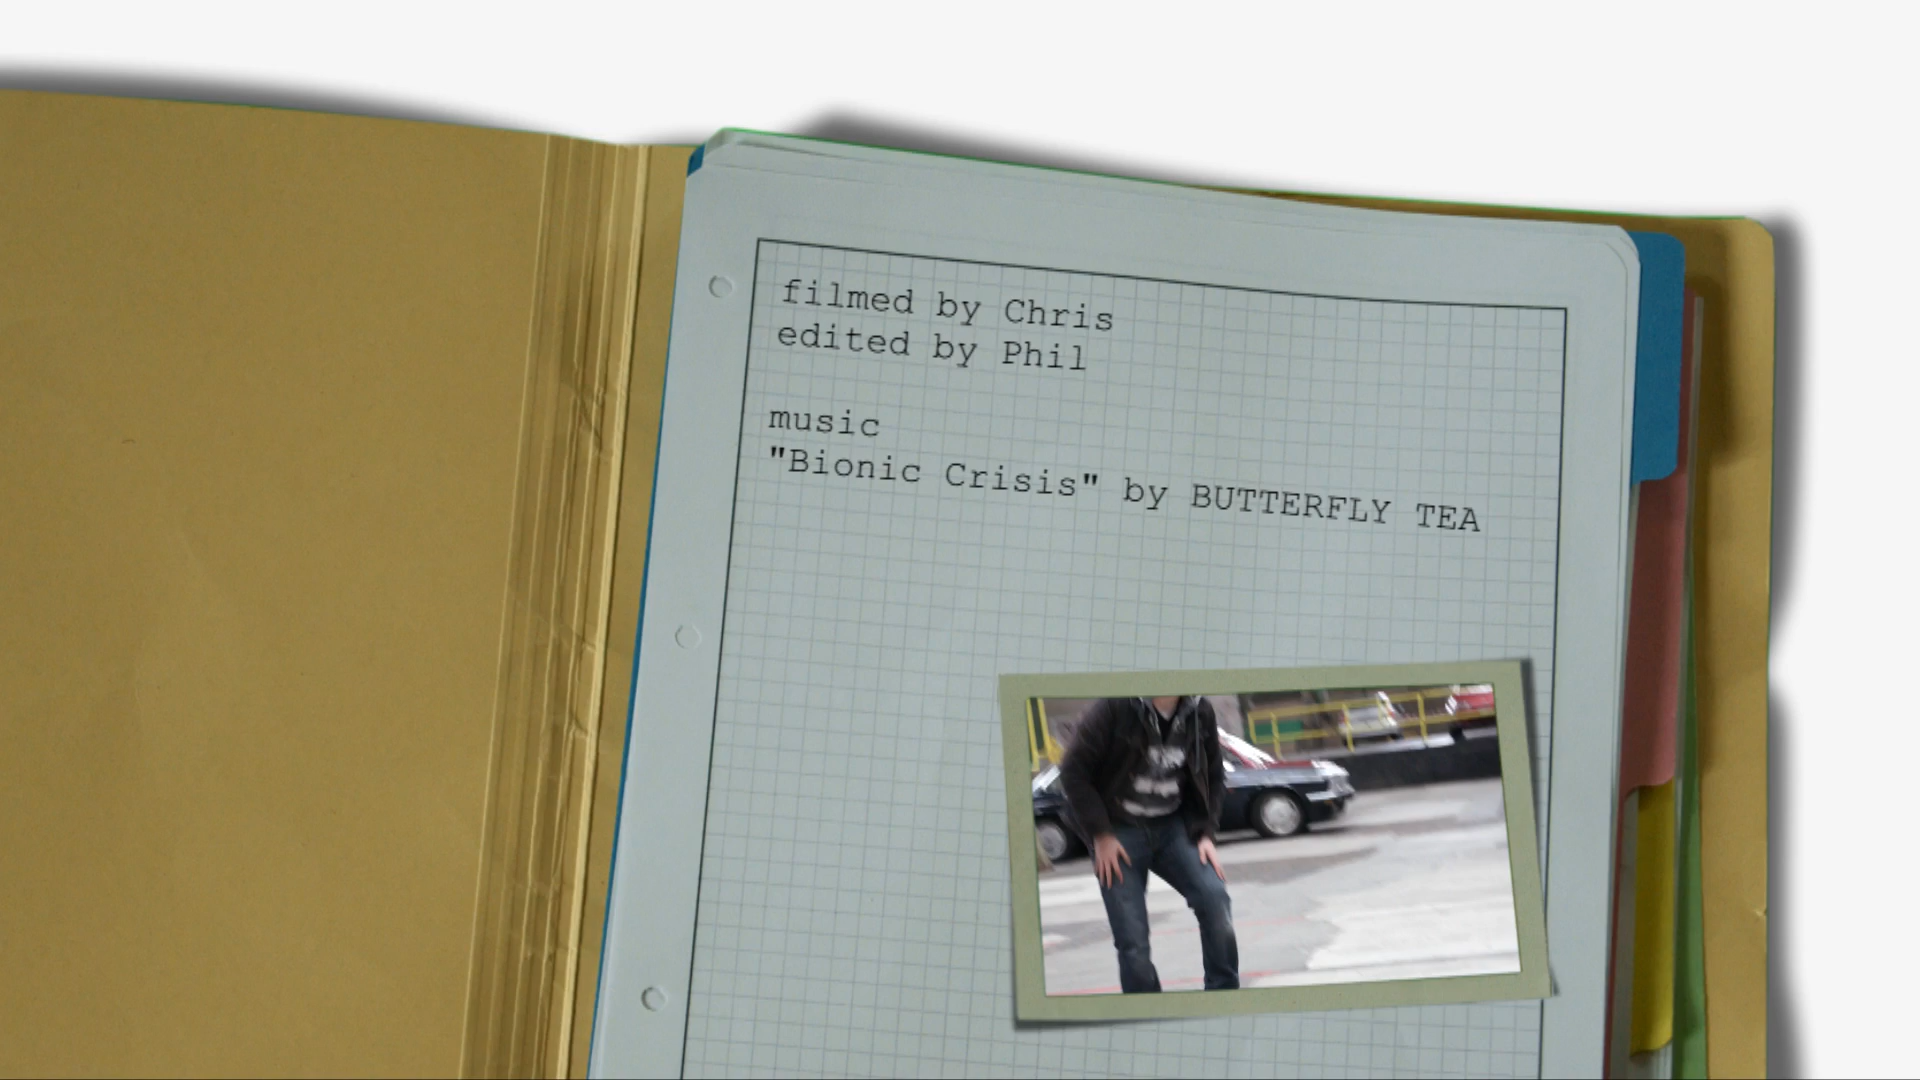 filmed by Chris
edited by Phil
music
"Bionic Crisis" by BUTTERFLY TEA